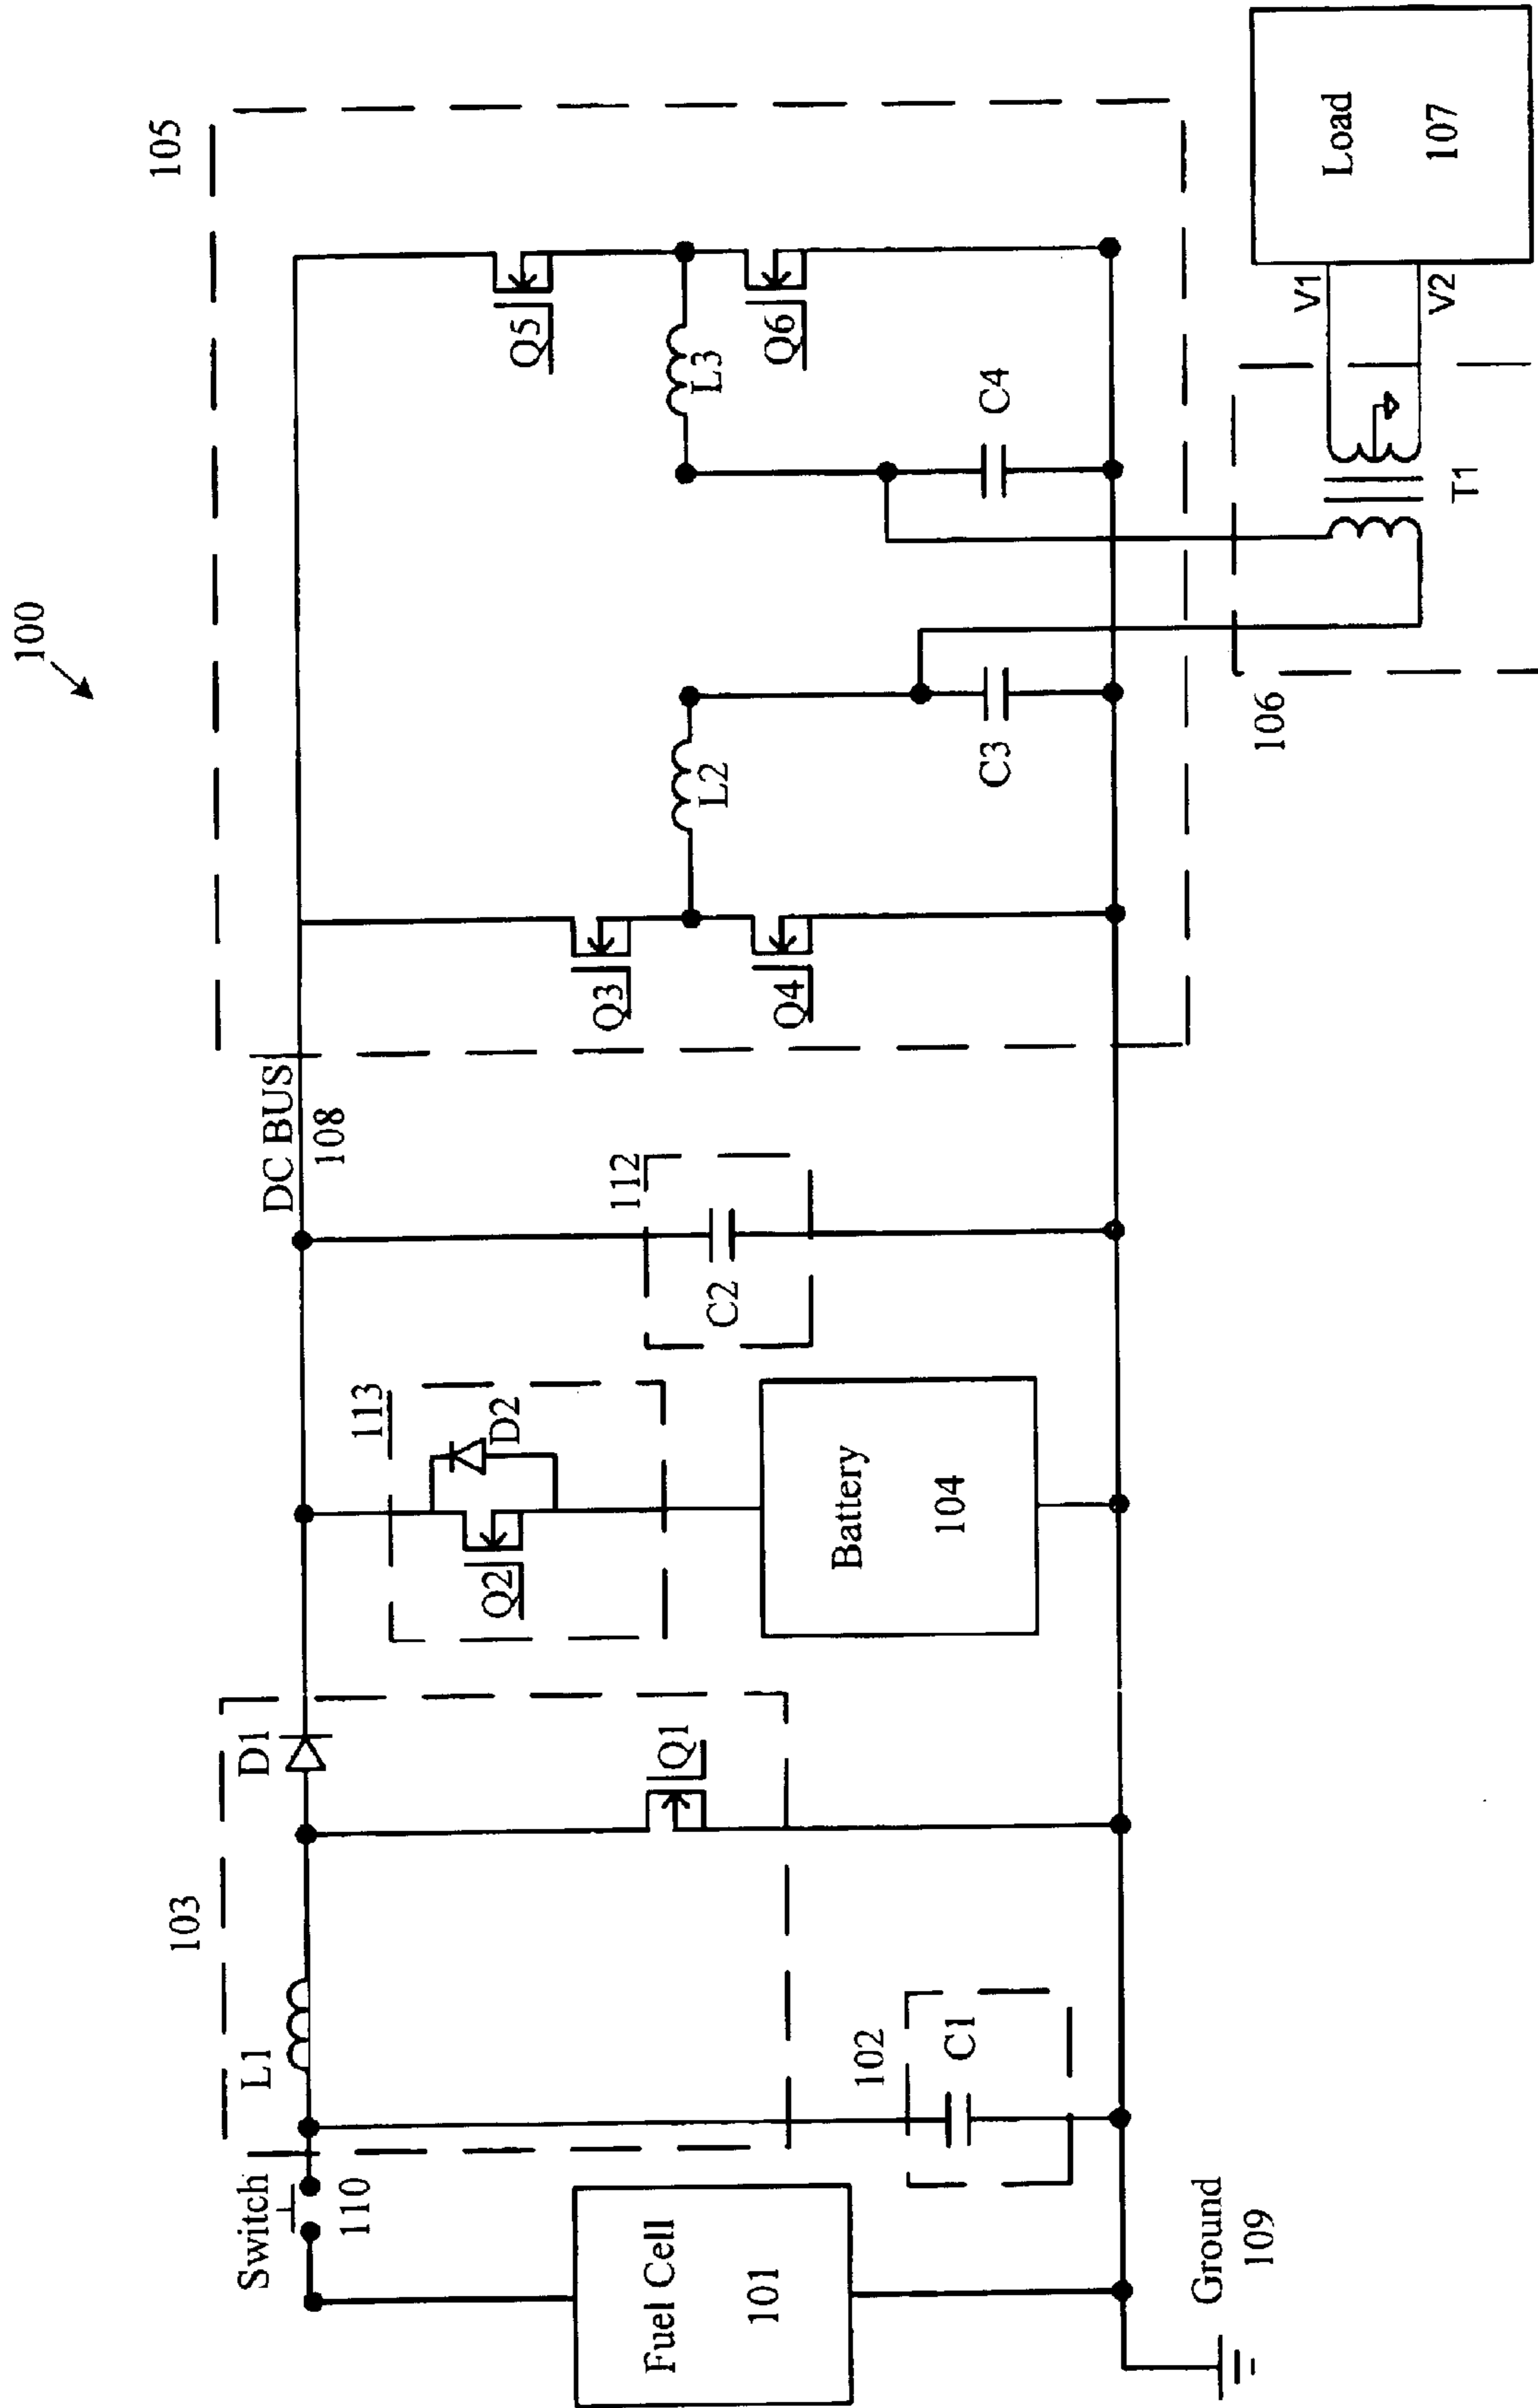 100
105
103
DC BUS
108
Switch
110
L1
D1
113
D2
Q2
112
C2
Q1
Q3
Q4
L2
Q5
L3
Q6
C3
C4
Fuel Cell
101
102
C1
Battery
104
106
T1
V1
V2
Load
107
Ground
109